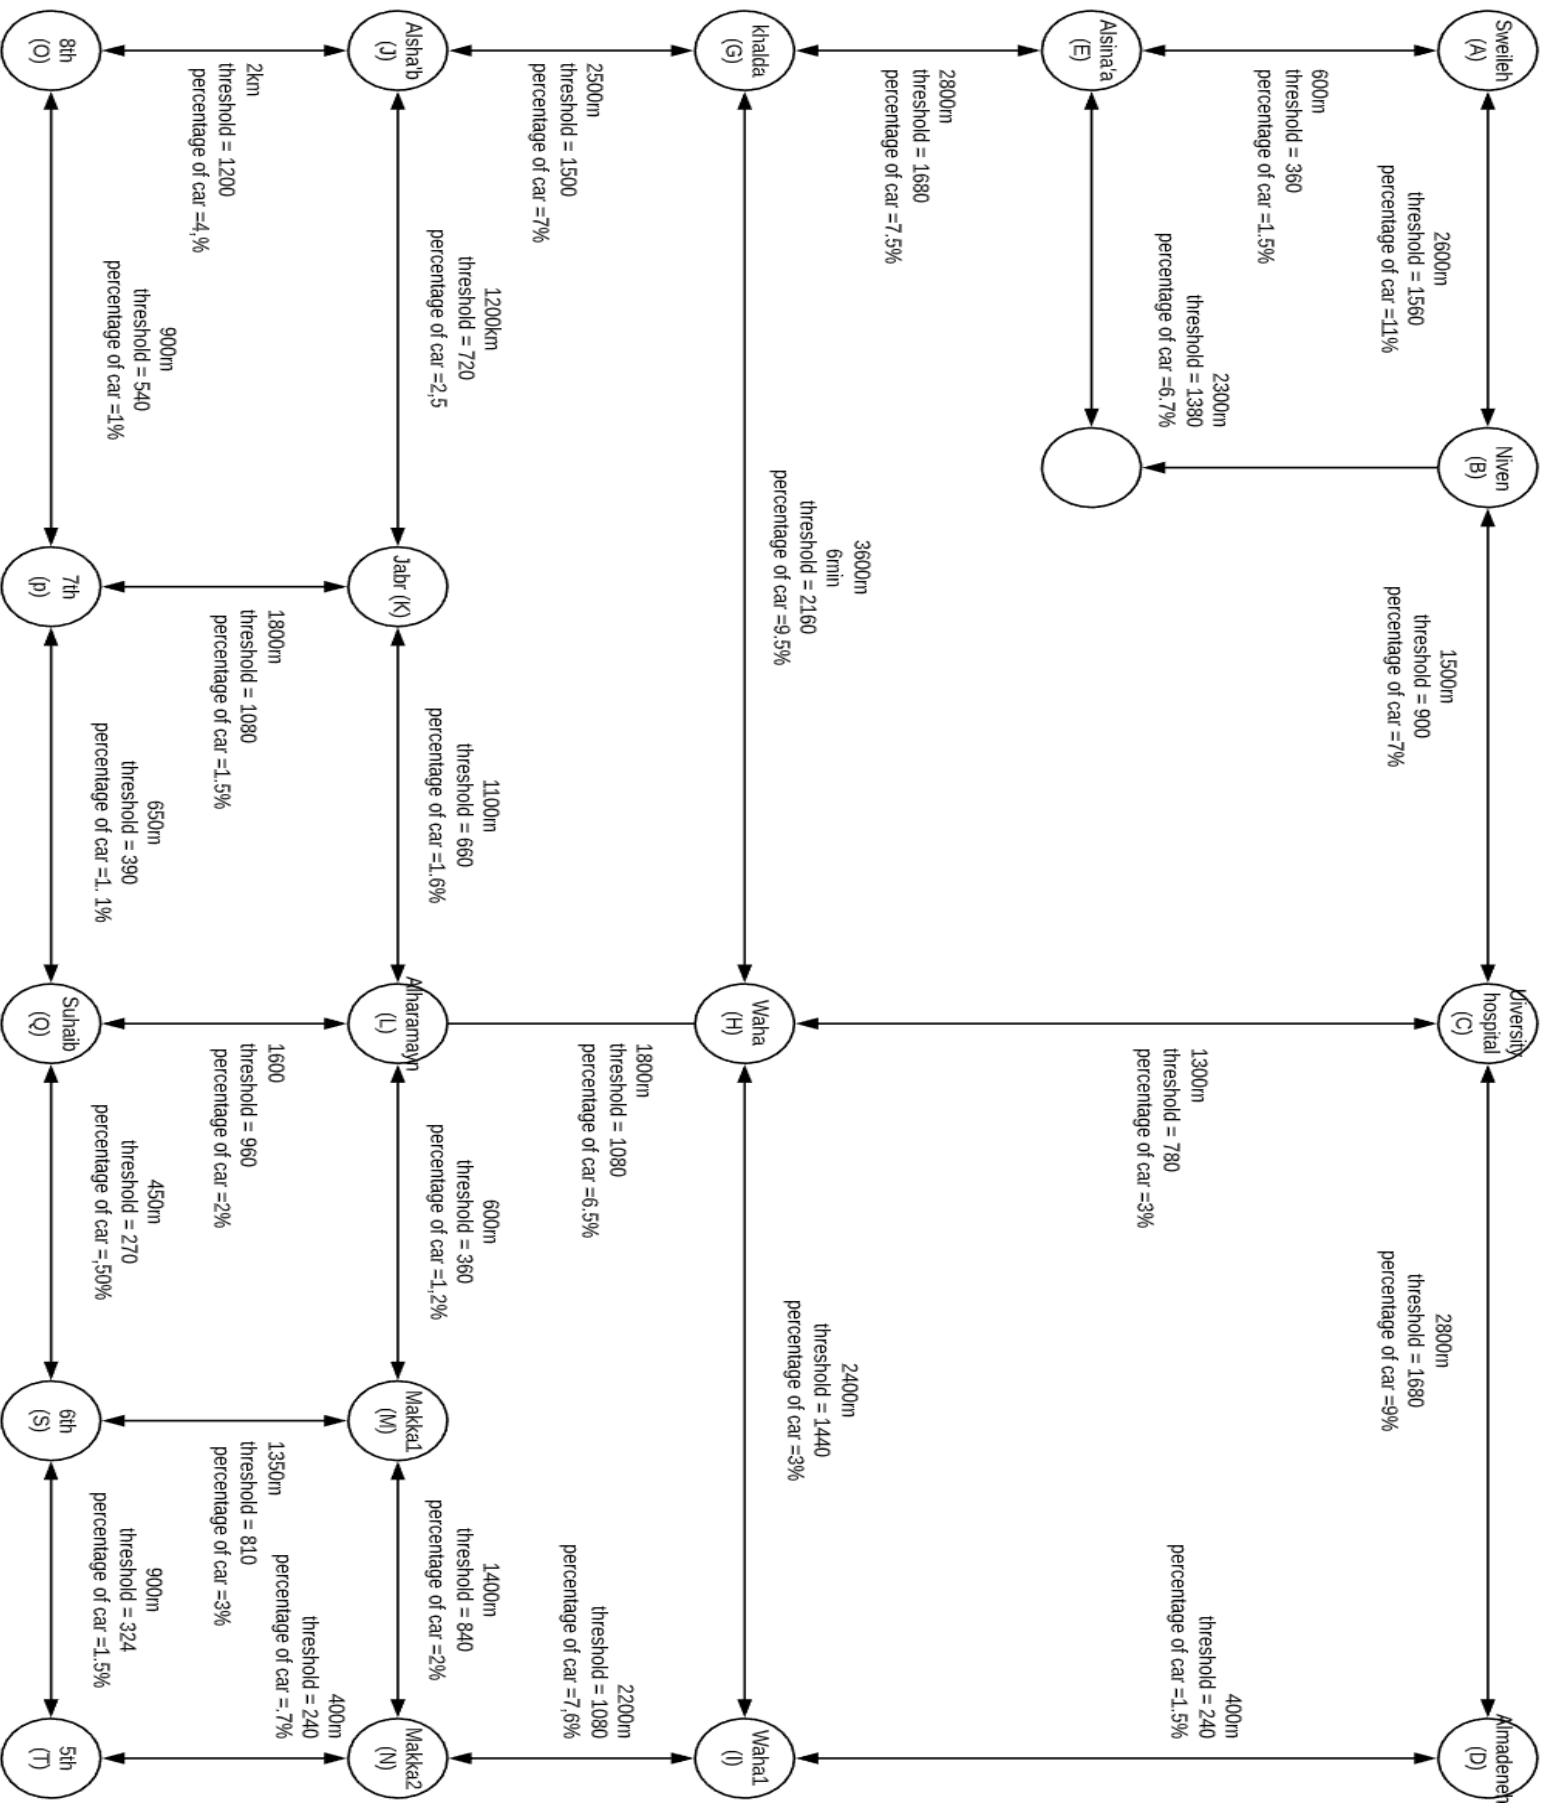 Sweileh
(A)
2600m
threshold = 1560
percentage of car =11%
Niven
(B)
1500m
threshold = 900
percentage of car =7%
Uiversity
hospital
(C)
2800m
threshold = 1680
percentage of car =9%
Almadeneh
(D)
600m
threshold = 360
percentage of car =1.5%
2300m
threshold = 1380
percentage of car =6.7%
1300m
threshold = 780
percentage of car =3%
400m
threshold = 240
percentage of car =1.5%
Alsina'a
(E)
2800m
threshold = 1680
percentage of car =7.5%
khalda
(G)
3600m
6min
threshold = 2160
percentage of car =9.5%
Waha
(H)
2400m
threshold = 1440
percentage of car =3%
Waha1
(I)
2500m
threshold = 1500
percentage of car =7%
1800m
threshold = 1080
percentage of car =6.5%
2200m
threshold = 1080
percentage of car =7,6%
Alsha'b
(J)
1200km
threshold = 720
percentage of car =2,5
Jabr (K)
1100m
threshold = 660
percentage of car =1.6%
Alharamayn
(L)
600m
threshold = 360
percentage of car =1,2%
Makka1
(M)
1400m
threshold = 840
percentage of car =2%
Makka2
(N)
2km
threshold = 1200
percentage of car =4,%
1800m
threshold = 1080
percentage of car =1.5%
1600
threshold = 960
percentage of car =2%
1350m
threshold = 810
percentage of car =3%
400m
threshold = 240
percentage of car =.7%
8th
(O)
900m
threshold = 540
percentage of car =1%
7th
(p)
650m
threshold = 390
percentage of car =1. 1%
Suhaib
(Q)
450m
threshold = 270
percentage of car =,50%
6th
(S)
900m
threshold = 324
percentage of car =1.5%
5th
(T)